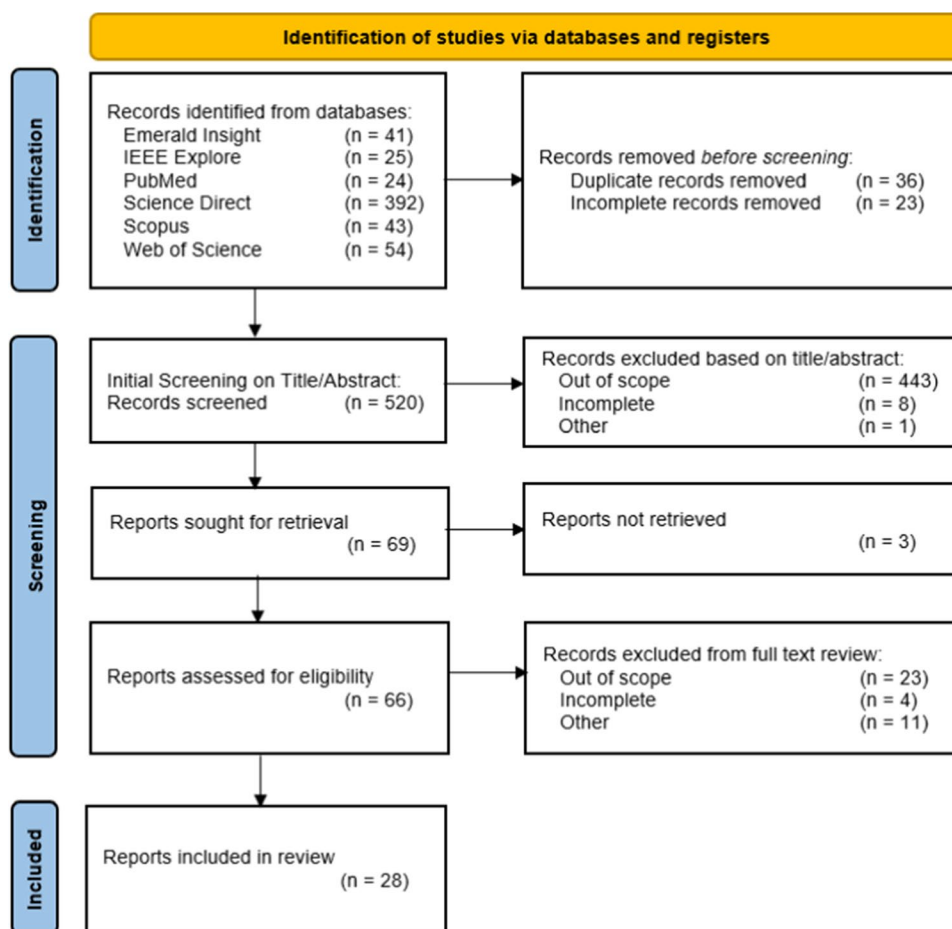 Identification of studies via databases and registers
Identification
Records identified from databases:
Emerald Insight (n = 41)
IEEE Explore (n = 25)
PubMed (n = 24)
Science Direct (n = 392)
Scopus (n = 43)
Web of Science (n = 54)
Records removed before screening:
Duplicate records removed (n = 36)
Incomplete records removed (n = 23)
Screening
Initial Screening on Title/Abstract:
Records screened (n = 520)
Records excluded based on title/abstract:
Out of scope (n = 443)
Incomplete (n = 8)
Other (n = 1)
Reports sought for retrieval
(n = 69)
Reports not retrieved
(n = 3)
Reports assessed for eligibility
(n = 66)
Records excluded from full text review:
Out of scope (n = 23)
Incomplete (n = 4)
Other (n = 11)
Included
Reports included in review
(n = 28)